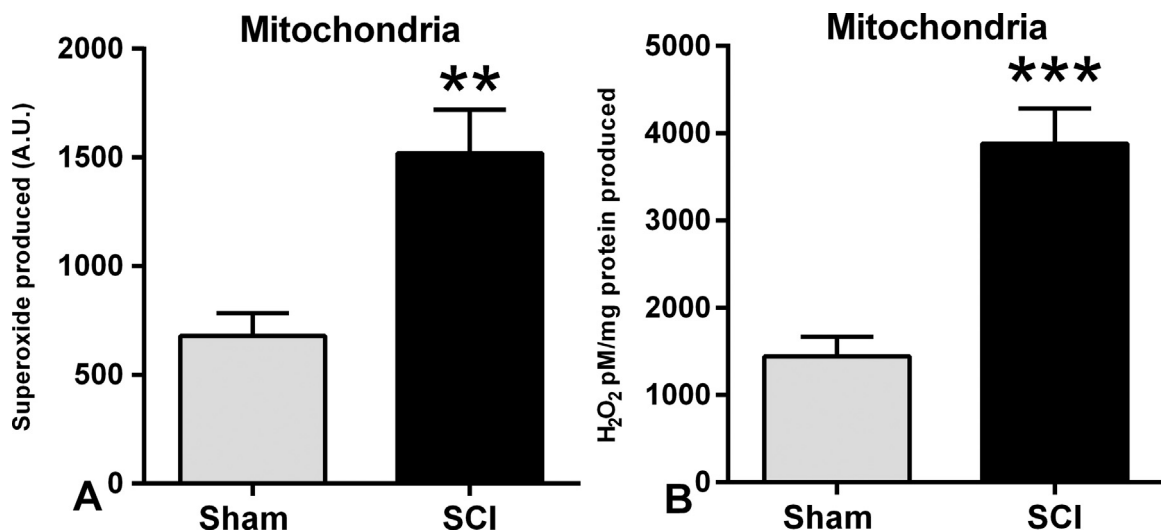 Mitochondria
Superoxide produced (A.U.)
2000
1500
1000
500
0
**
A
Sham
SCI
Mitochondria
H₂O₂ pM/mg protein produced
5000
4000
3000
2000
1000
0
***
B
Sham
SCI